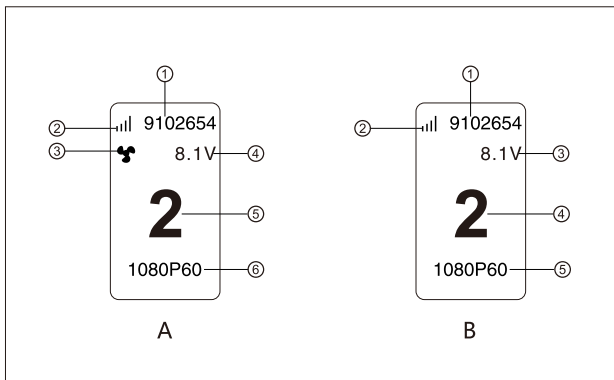 ① ①
② 9102654 ② 9102654
③ 8.1V ④ 8.1V ③
2 ⑤ 2 ④
1080P60 ⑥ 1080P60 ⑤
A B